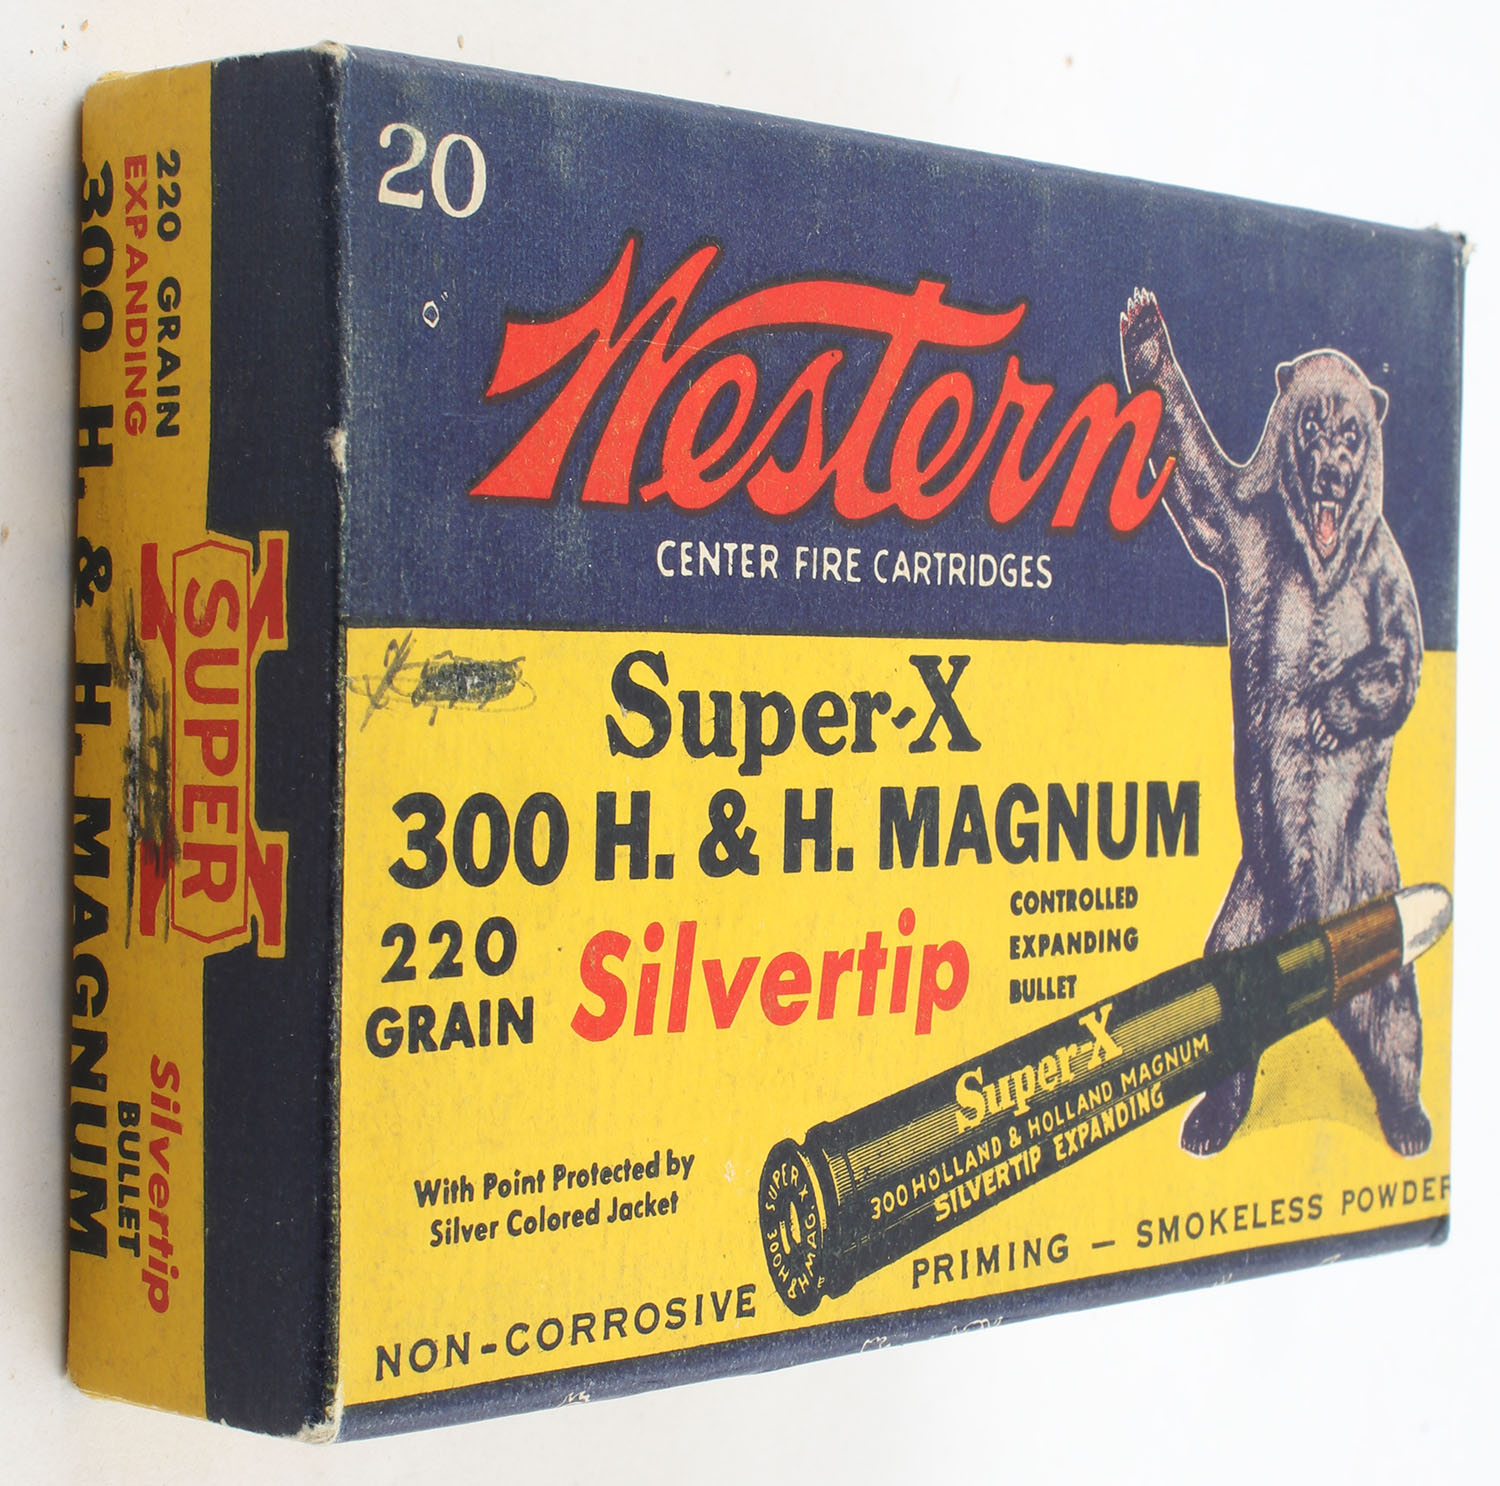 20
Western
CENTER FIRE CARTRIDGES
Super-X
300 H. & H. MAGNUM
220
GRAIN
Silvertip
CONTROLLED
EXPANDING
BULLET
With Point Protected by
Silver Colored Jacket
Super-X
300 HOLLAND & HOLLAND MAGNUM
SILVERTIP EXPANDING
SUPER X
300 H&H MAG.
NON-CORROSIVE PRIMING — SMOKELESS POWDER
220 GRAIN
EXPANDING
300 H. & H. MAGNUM
SUPER
X
Silvertip
BULLET